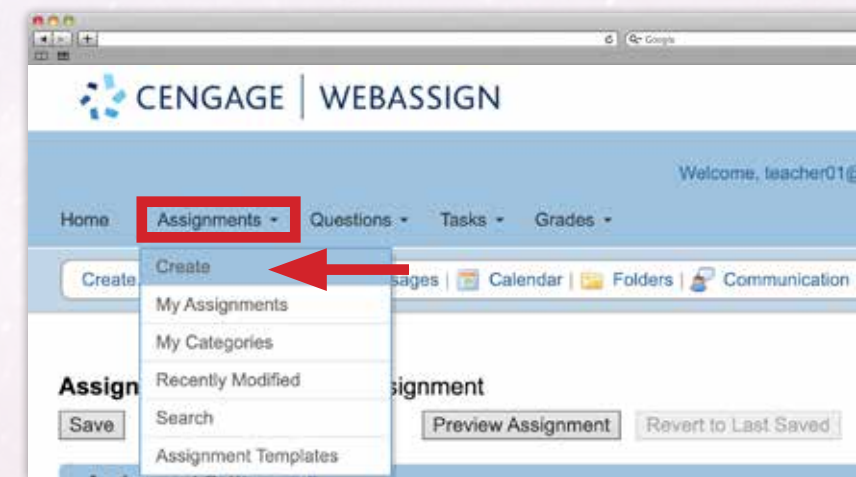 Google
CENGAGE | WEBASSIGN
Welcome, teacher01@
Home Assignments Questions Tasks Grades
Create
Create. sages | Calendar | Folders | Communication
My Assignments
My Categories
Recently Modified
Assign ignment
Search
Save Preview Assignment Revert to Last Saved
Assignment Templates